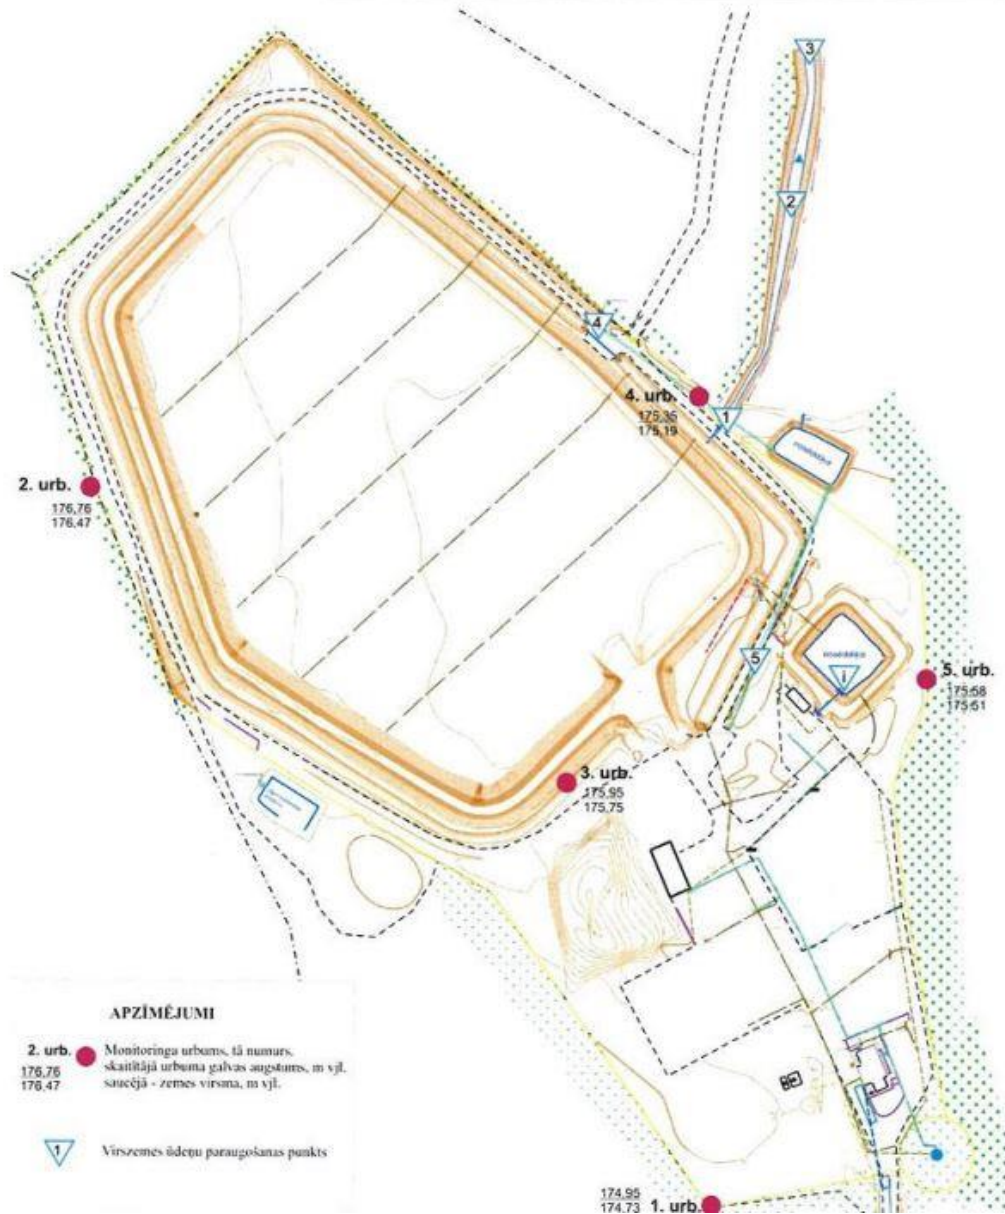 3
2
4
4. urb.
175,35
175,19
1
2. urb.
176,76
176,47
5
i
5. urb.
175,58
175,51
3. urb.
175,95
175,75
APZĪMĒJUMI
2. urb.
176,76
176,47
Monitoringa urbums, tā numurs,
skaitītājā urbuma galvas augstums, m vjl.
saucējā - zemes virsma, m vjl.
1
Virszemes ūdeņu paraugošanas punkts
174,95
174,73
1. urb.